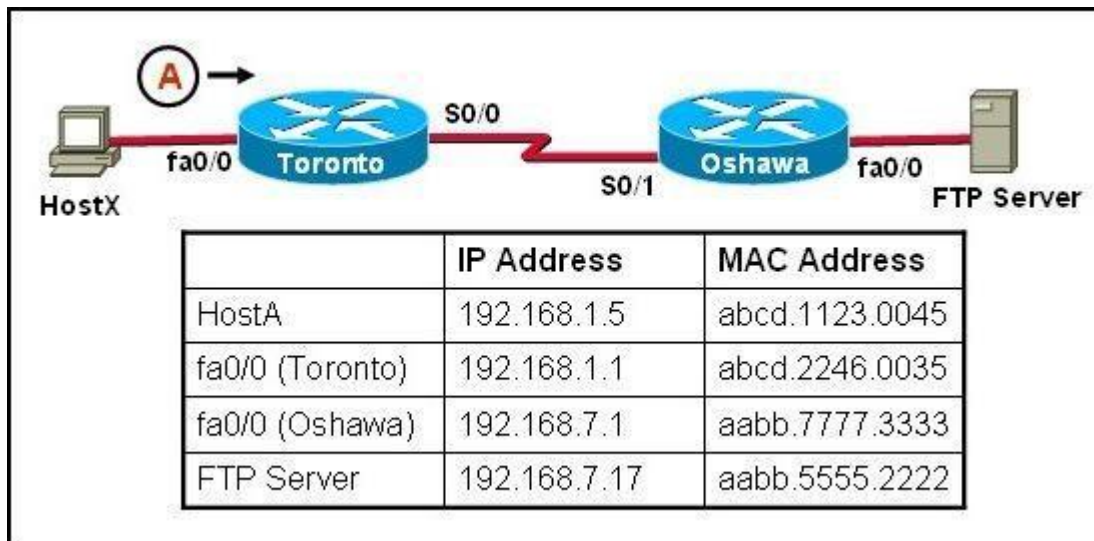 A
S0/0
fa0/0 Toronto
Oshawa fa0/0
S0/1
HostX
FTP Server
IP Address MAC Address
HostA 192.168.1.5 abcd.1123.0045
fa0/0 (Toronto) 192.168.1.1 abcd.2246.0035
fa0/0 (Oshawa) 192.168.7.1 aabb.7777.3333
FTP Server 192.168.7.17 aabb.5555.2222